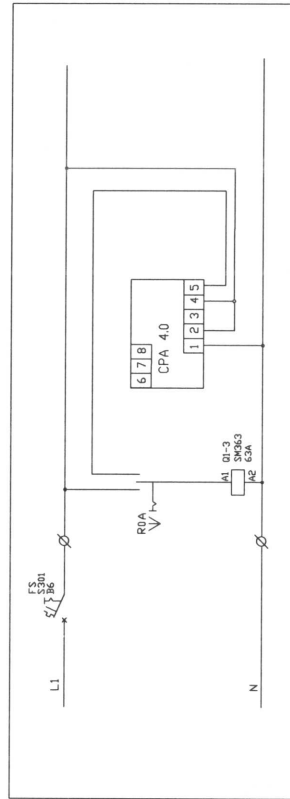 L1
FS
S301
B6
R0A
6 7 8
CPA 4.0
1 2 3 4 5
A1
A2
Q1-3
SM363
63A
N